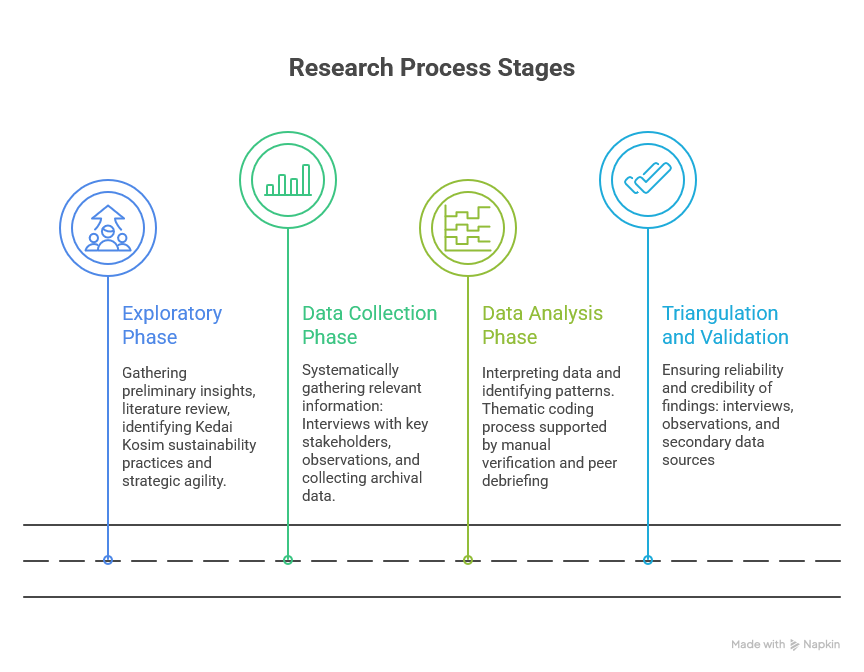 Research Process Stages
Exploratory
Phase
Gathering
preliminary insights,
literature review,
identifying Kedai
Kosim sustainability
practices and
strategic agility.
Data Collection
Phase
Systematically
gathering relevant
information:
Interviews with key
stakeholders,
observations, and
collecting archival
data.
Data Analysis
Phase
Interpreting data and
identifying patterns.
Thematic coding
process supported
by manual
verification and peer
debriefing
Triangulation
and Validation
Ensuring reliability
and credibility of
findings: interviews,
observations, and
secondary data
sources
Made with Napkin